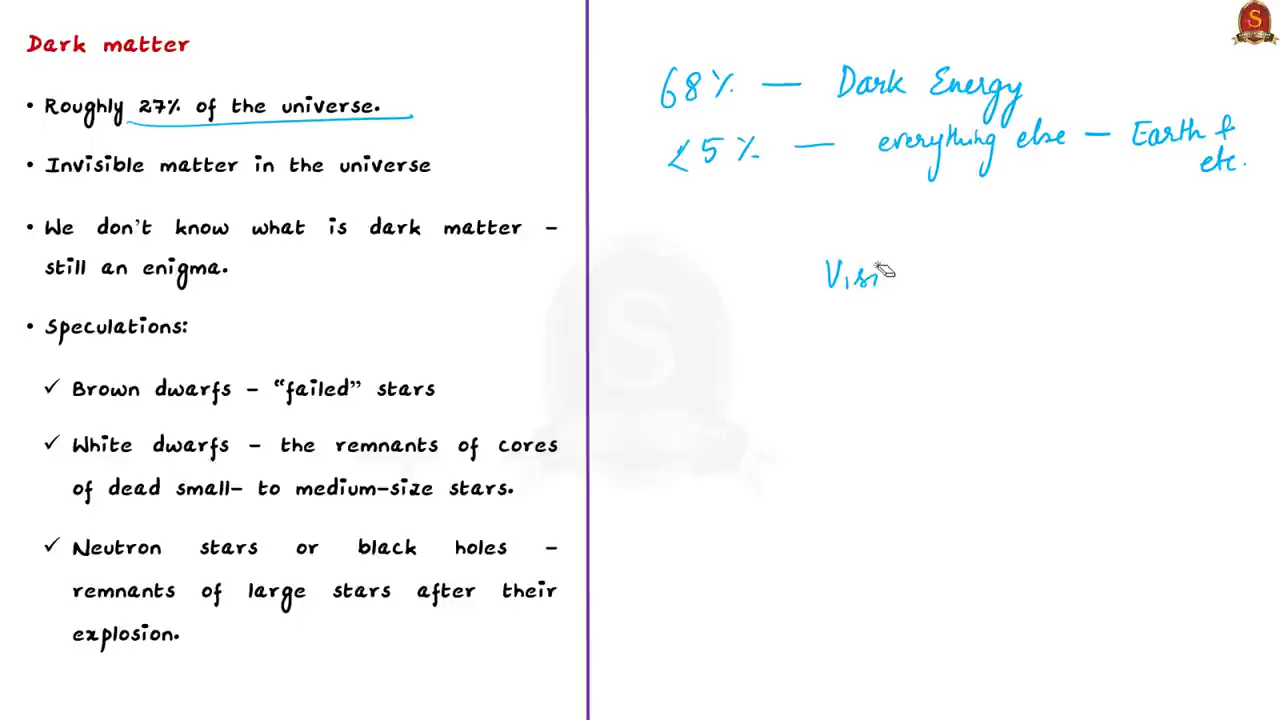 Dark matter
• Roughly 27% of the universe.
• Invisible matter in the universe
• We don't know what is dark matter –
still an enigma.
• Speculations:
✓ Brown dwarfs – “failed” stars
✓ White dwarfs – the remnants of cores
of dead small- to medium-size stars.
✓ Neutron stars or black holes –
remnants of large stars after their
explosion.
68% — Dark Energy
<5% — everything else — Earth &
etc.
Visi
S
S